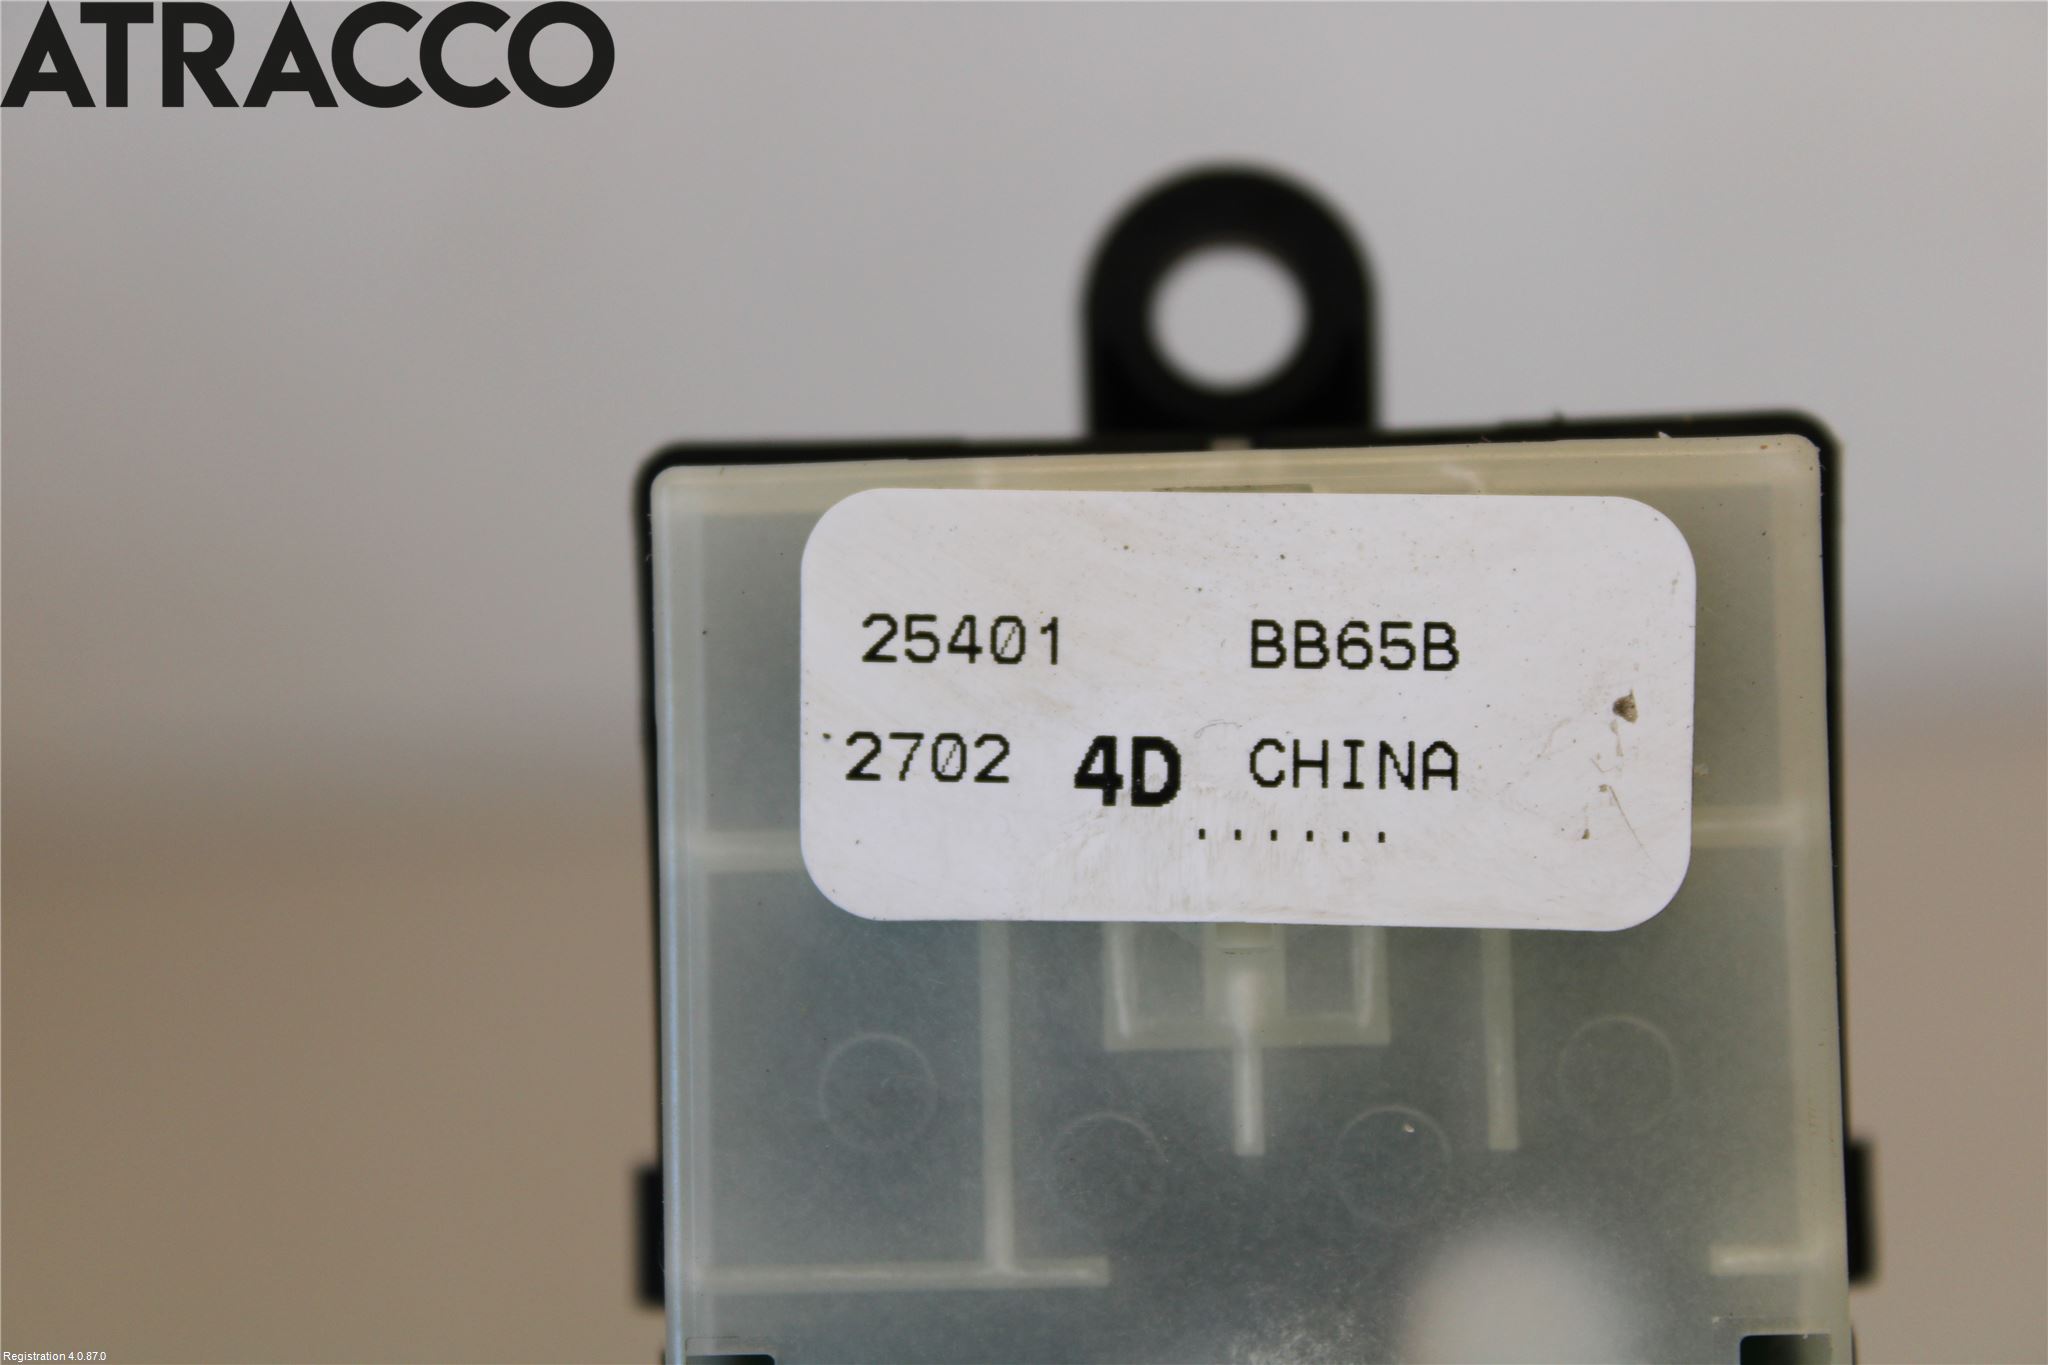 ATRACCO
25401 BB65B
2702 4D CHINA
......
Registration 4.0.87.0